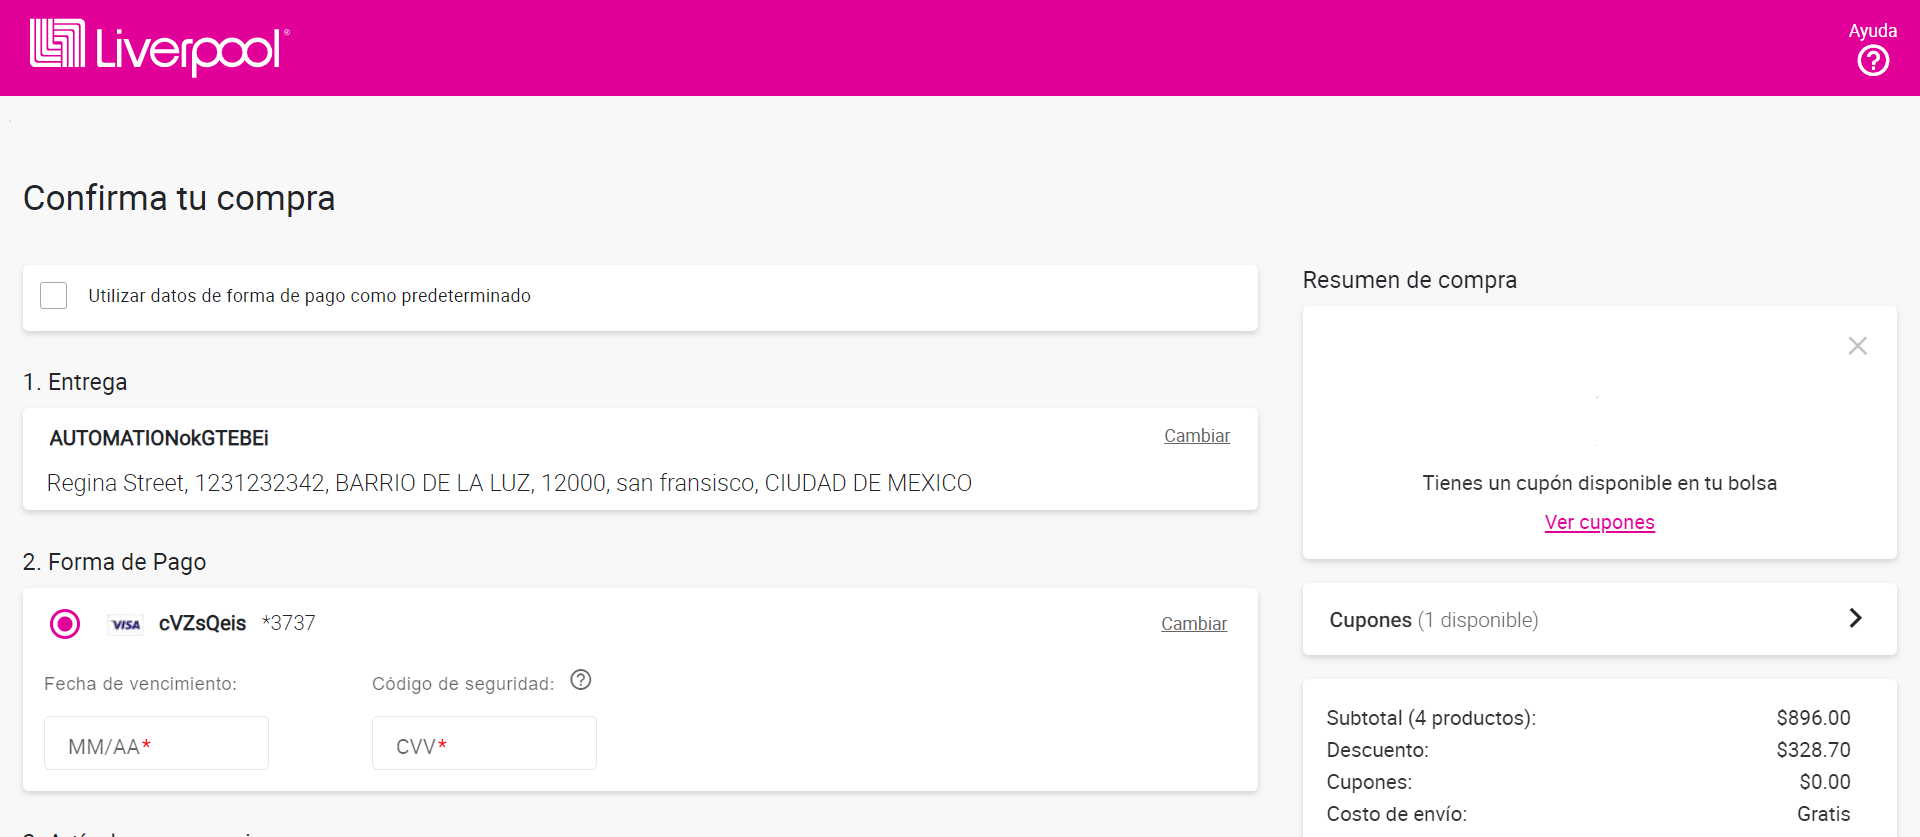 Liverpool®
Ayuda
Confirma tu compra
Utilizar datos de forma de pago como predeterminado
1. Entrega
AUTOMATIONokGTEBEi
Cambiar
Regina Street, 1231232342, BARRIO DE LA LUZ, 12000, san fransisco, CIUDAD DE MEXICO
2. Forma de Pago
VISA cVZsQeis *3737
Cambiar
Fecha de vencimiento:
Código de seguridad:
MM/AA*
CVV*
Resumen de compra
Tienes un cupón disponible en tu bolsa
Ver cupones
Cupones (1 disponible)
Subtotal (4 productos): $896.00
Descuento: $328.70
Cupones: $0.00
Costo de envío: Gratis